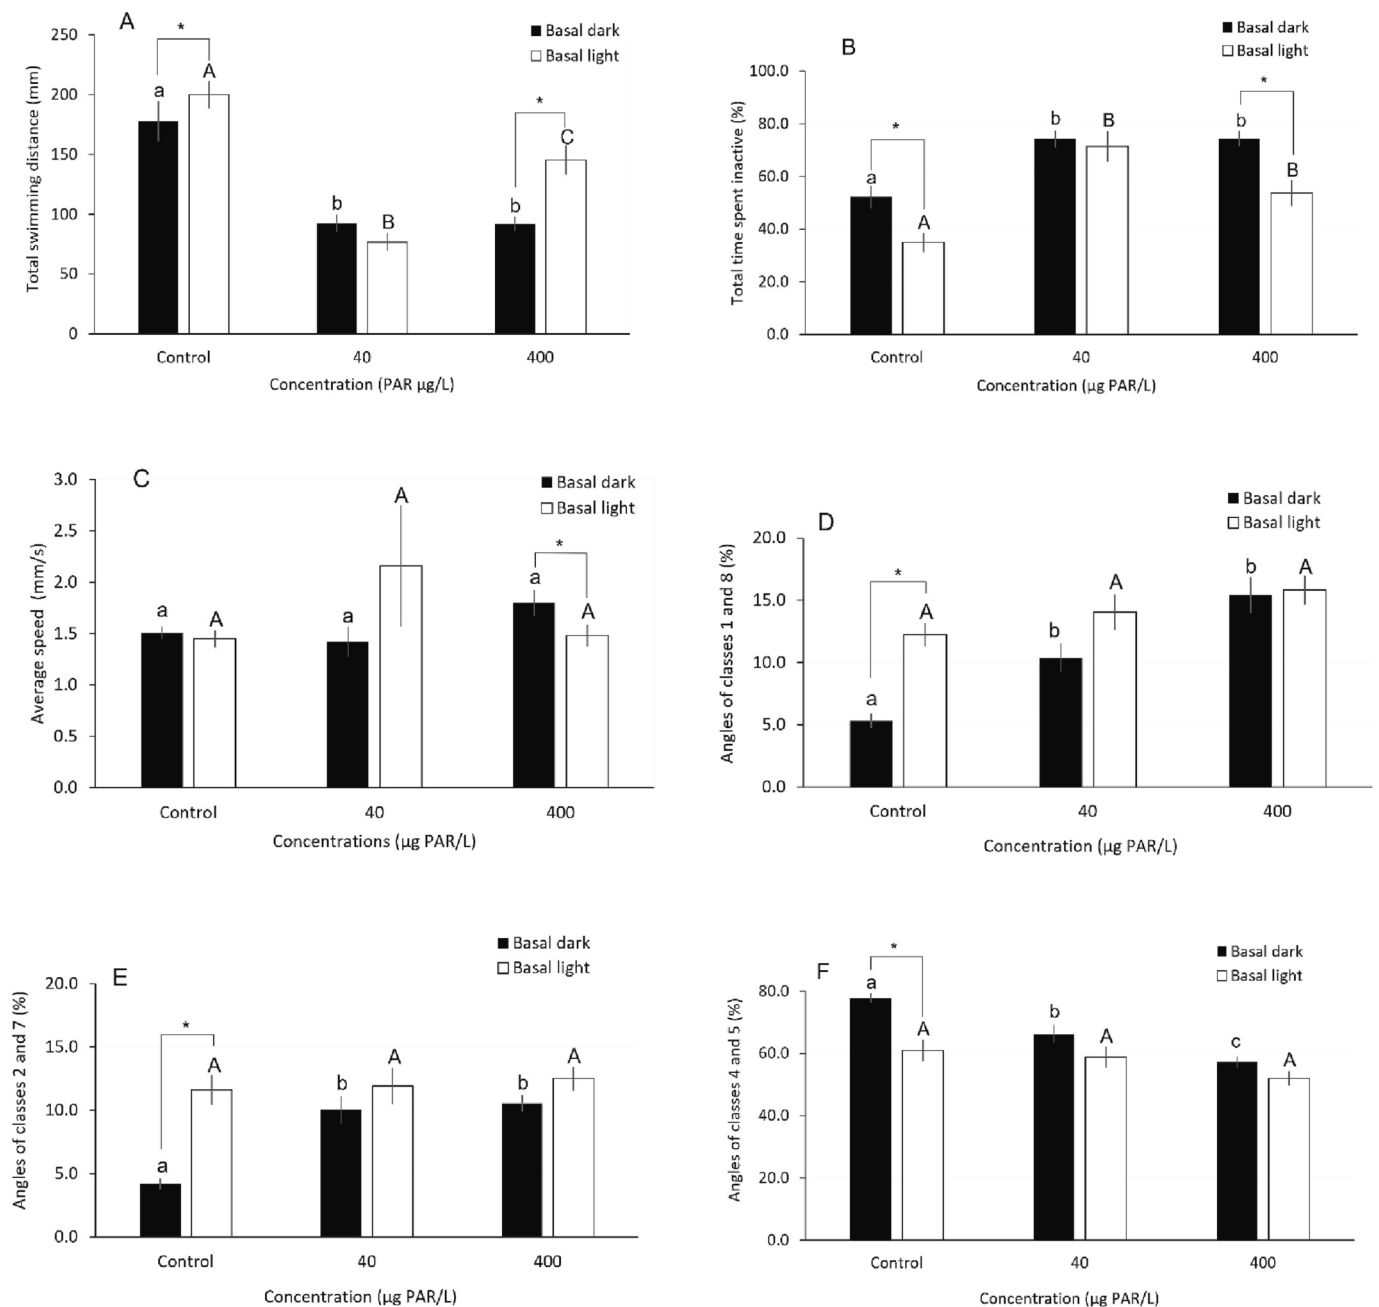 A
Basal dark
Basal light
Total swimming distance (mm)
250
200
150
100
50
0
*
a
A
b
B
*
b
C
Control
40
400
Concentration (PAR µg/L)
B
Basal dark
Basal light
Total time spent inactive (%)
100.0
80.0
60.0
40.0
20.0
0.0
*
a
A
b
B
*
b
B
Control
40
400
Concentration (µg PAR/L)
C
Basal dark
Basal light
Average speed (mm/s)
3.0
2.5
2.0
1.5
1.0
0.5
0.0
a
A
a
A
*
a
A
Control
40
400
Concentrations (µg PAR/L)
D
Basal dark
Basal light
Angles of classes 1 and 8 (%)
20.0
15.0
10.0
5.0
0.0
*
a
A
b
A
b
A
Control
40
400
Concentration (µg PAR/L)
E
Basal dark
Basal light
Angles of classes 2 and 7 (%)
20.0
15.0
10.0
5.0
0.0
*
a
A
b
A
b
A
Control
40
400
Concentration (µg PAR/L)
F
Basal dark
Basal light
Angles of classes 4 and 5 (%)
80.0
60.0
40.0
20.0
0.0
*
a
A
b
A
c
A
Control
40
400
Concentration (µg PAR/L)